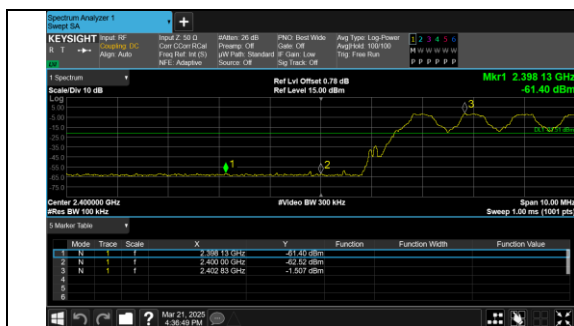 Spectrum Analyzer 1
Swept SA
+
KEYSIGHT Input: RF Input Z: 50 Ω #Atten: 26 dB PNO: Best Wide Avg Type: Log-Power 1 2 3 4 5 6
R T Coupling: DC Corr CCorr RCal Preamp: Off Gate: Off Avg|Hold: 100/100 M W W W W W
Align: Auto Freq Ref: Int (S) µW Path: Standard IF Gain: Low Trig: Free Run P P P P P P
NFE: Adaptive Source: Off Sig Track: Off
1 Spectrum Ref Lvl Offset 0.78 dB Mkr1 2.398 13 GHz
Scale/Div 10 dB Ref Level 15.00 dBm -61.40 dBm
Log
5.00
-5.00
-15.0
-25.0
-35.0
-45.0
-55.0
-65.0
-75.0
1
2
3
Center 2.400000 GHz #Video BW 300 kHz Span 10.00 MHz
#Res BW 100 kHz Sweep 1.00 ms (1001 pts)
5 Marker Table
Mode Trace Scale X Y Function Function Width Function Value
1 N 1 f 2.398 13 GHz -61.40 dBm
2 N 1 f 2.400 00 GHz -62.52 dBm
3 N 1 f 2.402 83 GHz -1.507 dBm
4
5
6
? Mar 21, 2025
4:36:49 PM